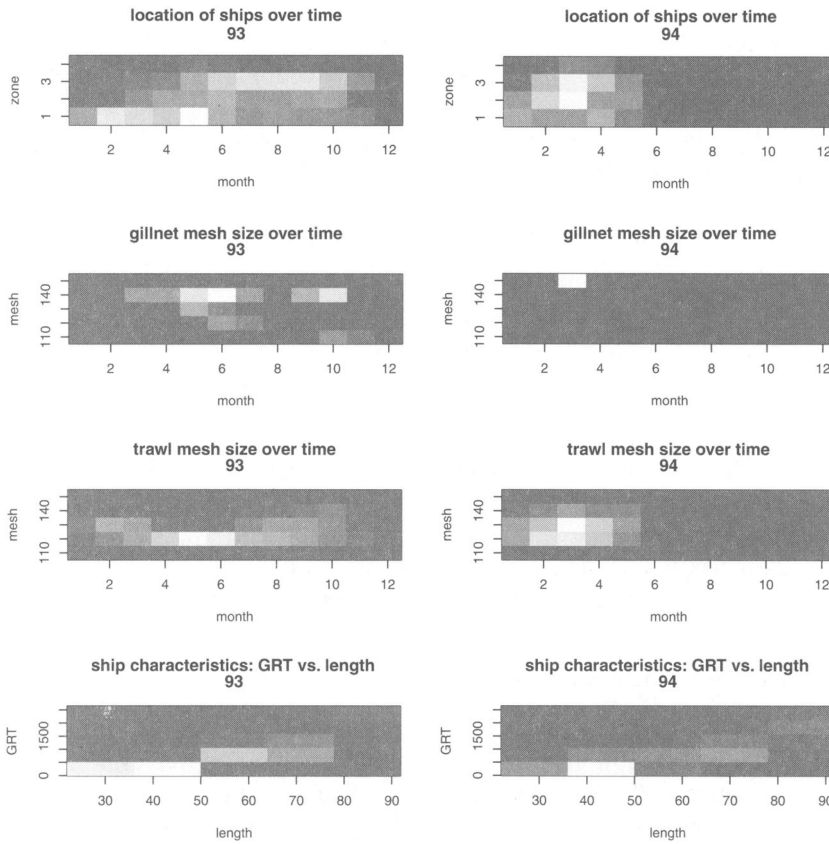 location of ships over time
93
zone
1 3
2 4 6 8 10 12
month
location of ships over time
94
zone
1 3
2 4 6 8 10 12
month
gillnet mesh size over time
93
mesh
110 140
2 4 6 8 10 12
month
gillnet mesh size over time
94
mesh
110 140
2 4 6 8 10 12
month
trawl mesh size over time
93
mesh
110 140
2 4 6 8 10 12
month
trawl mesh size over time
94
mesh
110 140
2 4 6 8 10 12
month
ship characteristics: GRT vs. length
93
GRT
0 1500
30 40 50 60 70 80 90
length
ship characteristics: GRT vs. length
94
GRT
0 1500
30 40 50 60 70 80 90
length